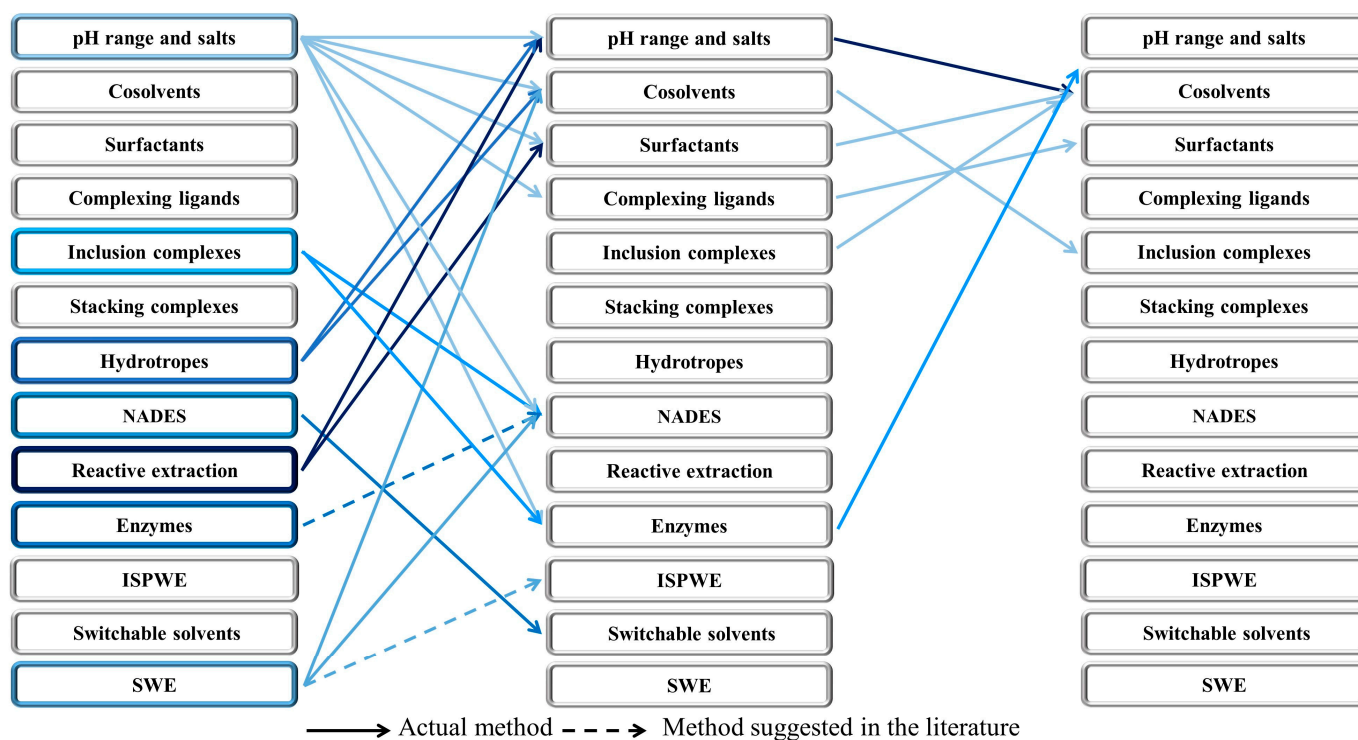 pH range and salts
Cosolvents
Surfactants
Complexing ligands
Inclusion complexes
Stacking complexes
Hydrotropes
NADES
Reactive extraction
Enzymes
ISPWE
Switchable solvents
SWE
pH range and salts
Cosolvents
Surfactants
Complexing ligands
Inclusion complexes
Stacking complexes
Hydrotropes
NADES
Reactive extraction
Enzymes
ISPWE
Switchable solvents
SWE
pH range and salts
Cosolvents
Surfactants
Complexing ligands
Inclusion complexes
Stacking complexes
Hydrotropes
NADES
Reactive extraction
Enzymes
ISPWE
Switchable solvents
SWE
Actual method
Method suggested in the literature